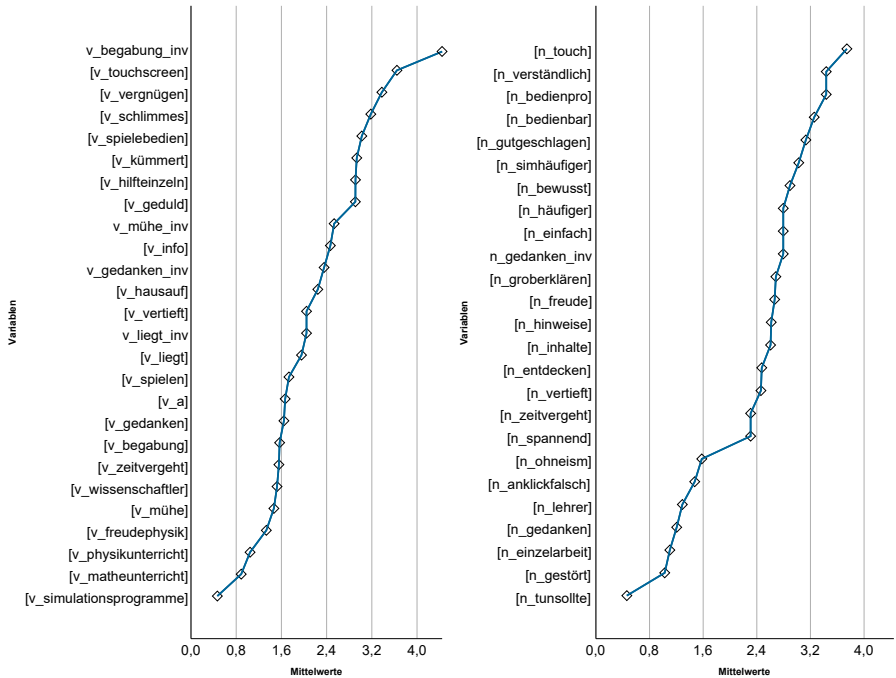 v_begabung_inv
[v_touchscreen]
[v_vergnügen]
[v_schlimmes]
[v_spielebedien]
[v_kümmert]
[v_hilfteinzeln]
[v_geduld]
v_mühe_inv
[v_info]
v_gedanken_inv
[v_hausauf]
[v_vertieft]
v_liegt_inv
[v_liegt]
[v_spielen]
[v_a]
[v_gedanken]
[v_begabung]
[v_zeitvergeht]
[v_wissenschaftler]
[v_mühe]
[v_freudephysik]
[v_physikunterricht]
[v_matheunterricht]
[v_simulationsprogramme]
Variablen
0,0 0,8 1,6 2,4 3,2 4,0
Mittelwerte
[n_touch]
[n_verständlich]
[n_bedienpro]
[n_bedienbar]
[n_gutgeschlagen]
[n_simhäufiger]
[n_bewusst]
[n_häufiger]
[n_einfach]
n_gedanken_inv
[n_groberklären]
[n_freude]
[n_hinweise]
[n_inhalte]
[n_entdecken]
[n_vertieft]
[n_zeitvergeht]
[n_spannend]
[n_ohneism]
[n_anklickfalsch]
[n_lehrer]
[n_gedanken]
[n_einzelarbeit]
[n_gestört]
[n_tunsollte]
Variablen
0,0 0,8 1,6 2,4 3,2 4,0
Mittelwerte